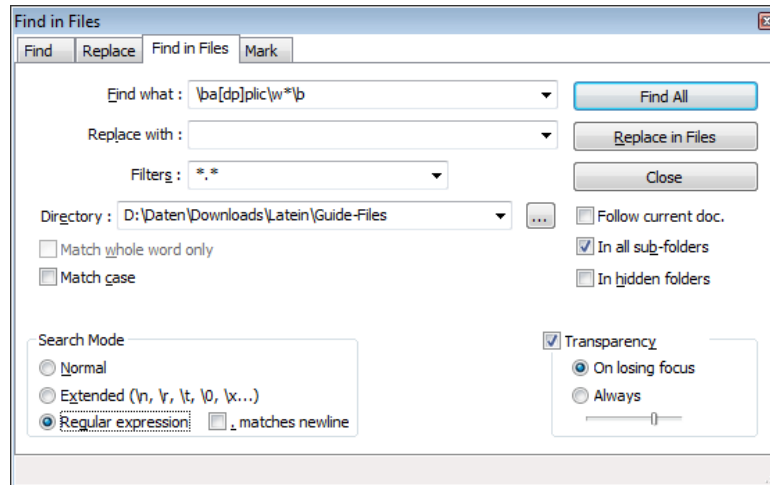 Find in Files
Find Replace Find in Files Mark
Find what : \ba[dp]plic\w*\b Find All
Replace with : Replace in Files
Filters : *.* Close
Directory : D:\Daten\Downloads\Latein\Guide-Files ... Follow current doc.
Match whole word only In all sub-folders
Match case In hidden folders
Search Mode Transparency
Normal On losing focus
Extended (\n, \r, \t, \0, \x...) Always
Regular expression . matches newline